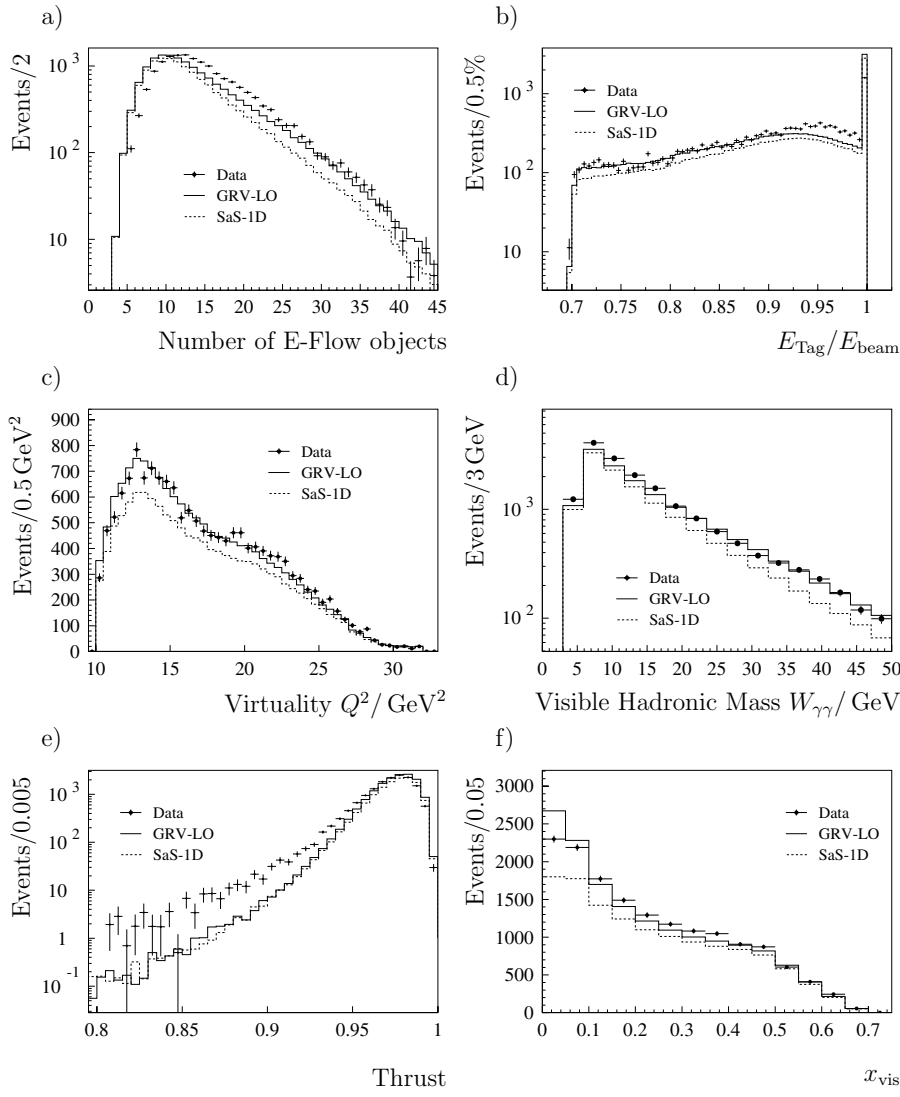 a)
Events/2
10^3
10^2
10
Data
GRV-LO
SaS-1D
0 5 10 15 20 25 30 35 40 45
Number of E-Flow objects
b)
Events/0.5%
10^3
10^2
10
Data
GRV-LO
SaS-1D
0.7 0.75 0.8 0.85 0.9 0.95 1
E_Tag/E_beam
c)
Events/0.5 GeV^2
900
800
700
600
500
400
300
200
100
0
Data
GRV-LO
SaS-1D
10 15 20 25 30
Virtuality Q^2/ GeV^2
d)
Events/3 GeV
10^3
10^2
Data
GRV-LO
SaS-1D
0 5 10 15 20 25 30 35 40 45 50
Visible Hadronic Mass W_γγ/ GeV
e)
Events/0.005
10^3
10^2
10
1
10^-1
Data
GRV-LO
SaS-1D
0.8 0.85 0.9 0.95 1
Thrust
f)
Events/0.05
3000
2500
2000
1500
1000
500
0
Data
GRV-LO
SaS-1D
0 0.1 0.2 0.3 0.4 0.5 0.6 0.7
x_vis